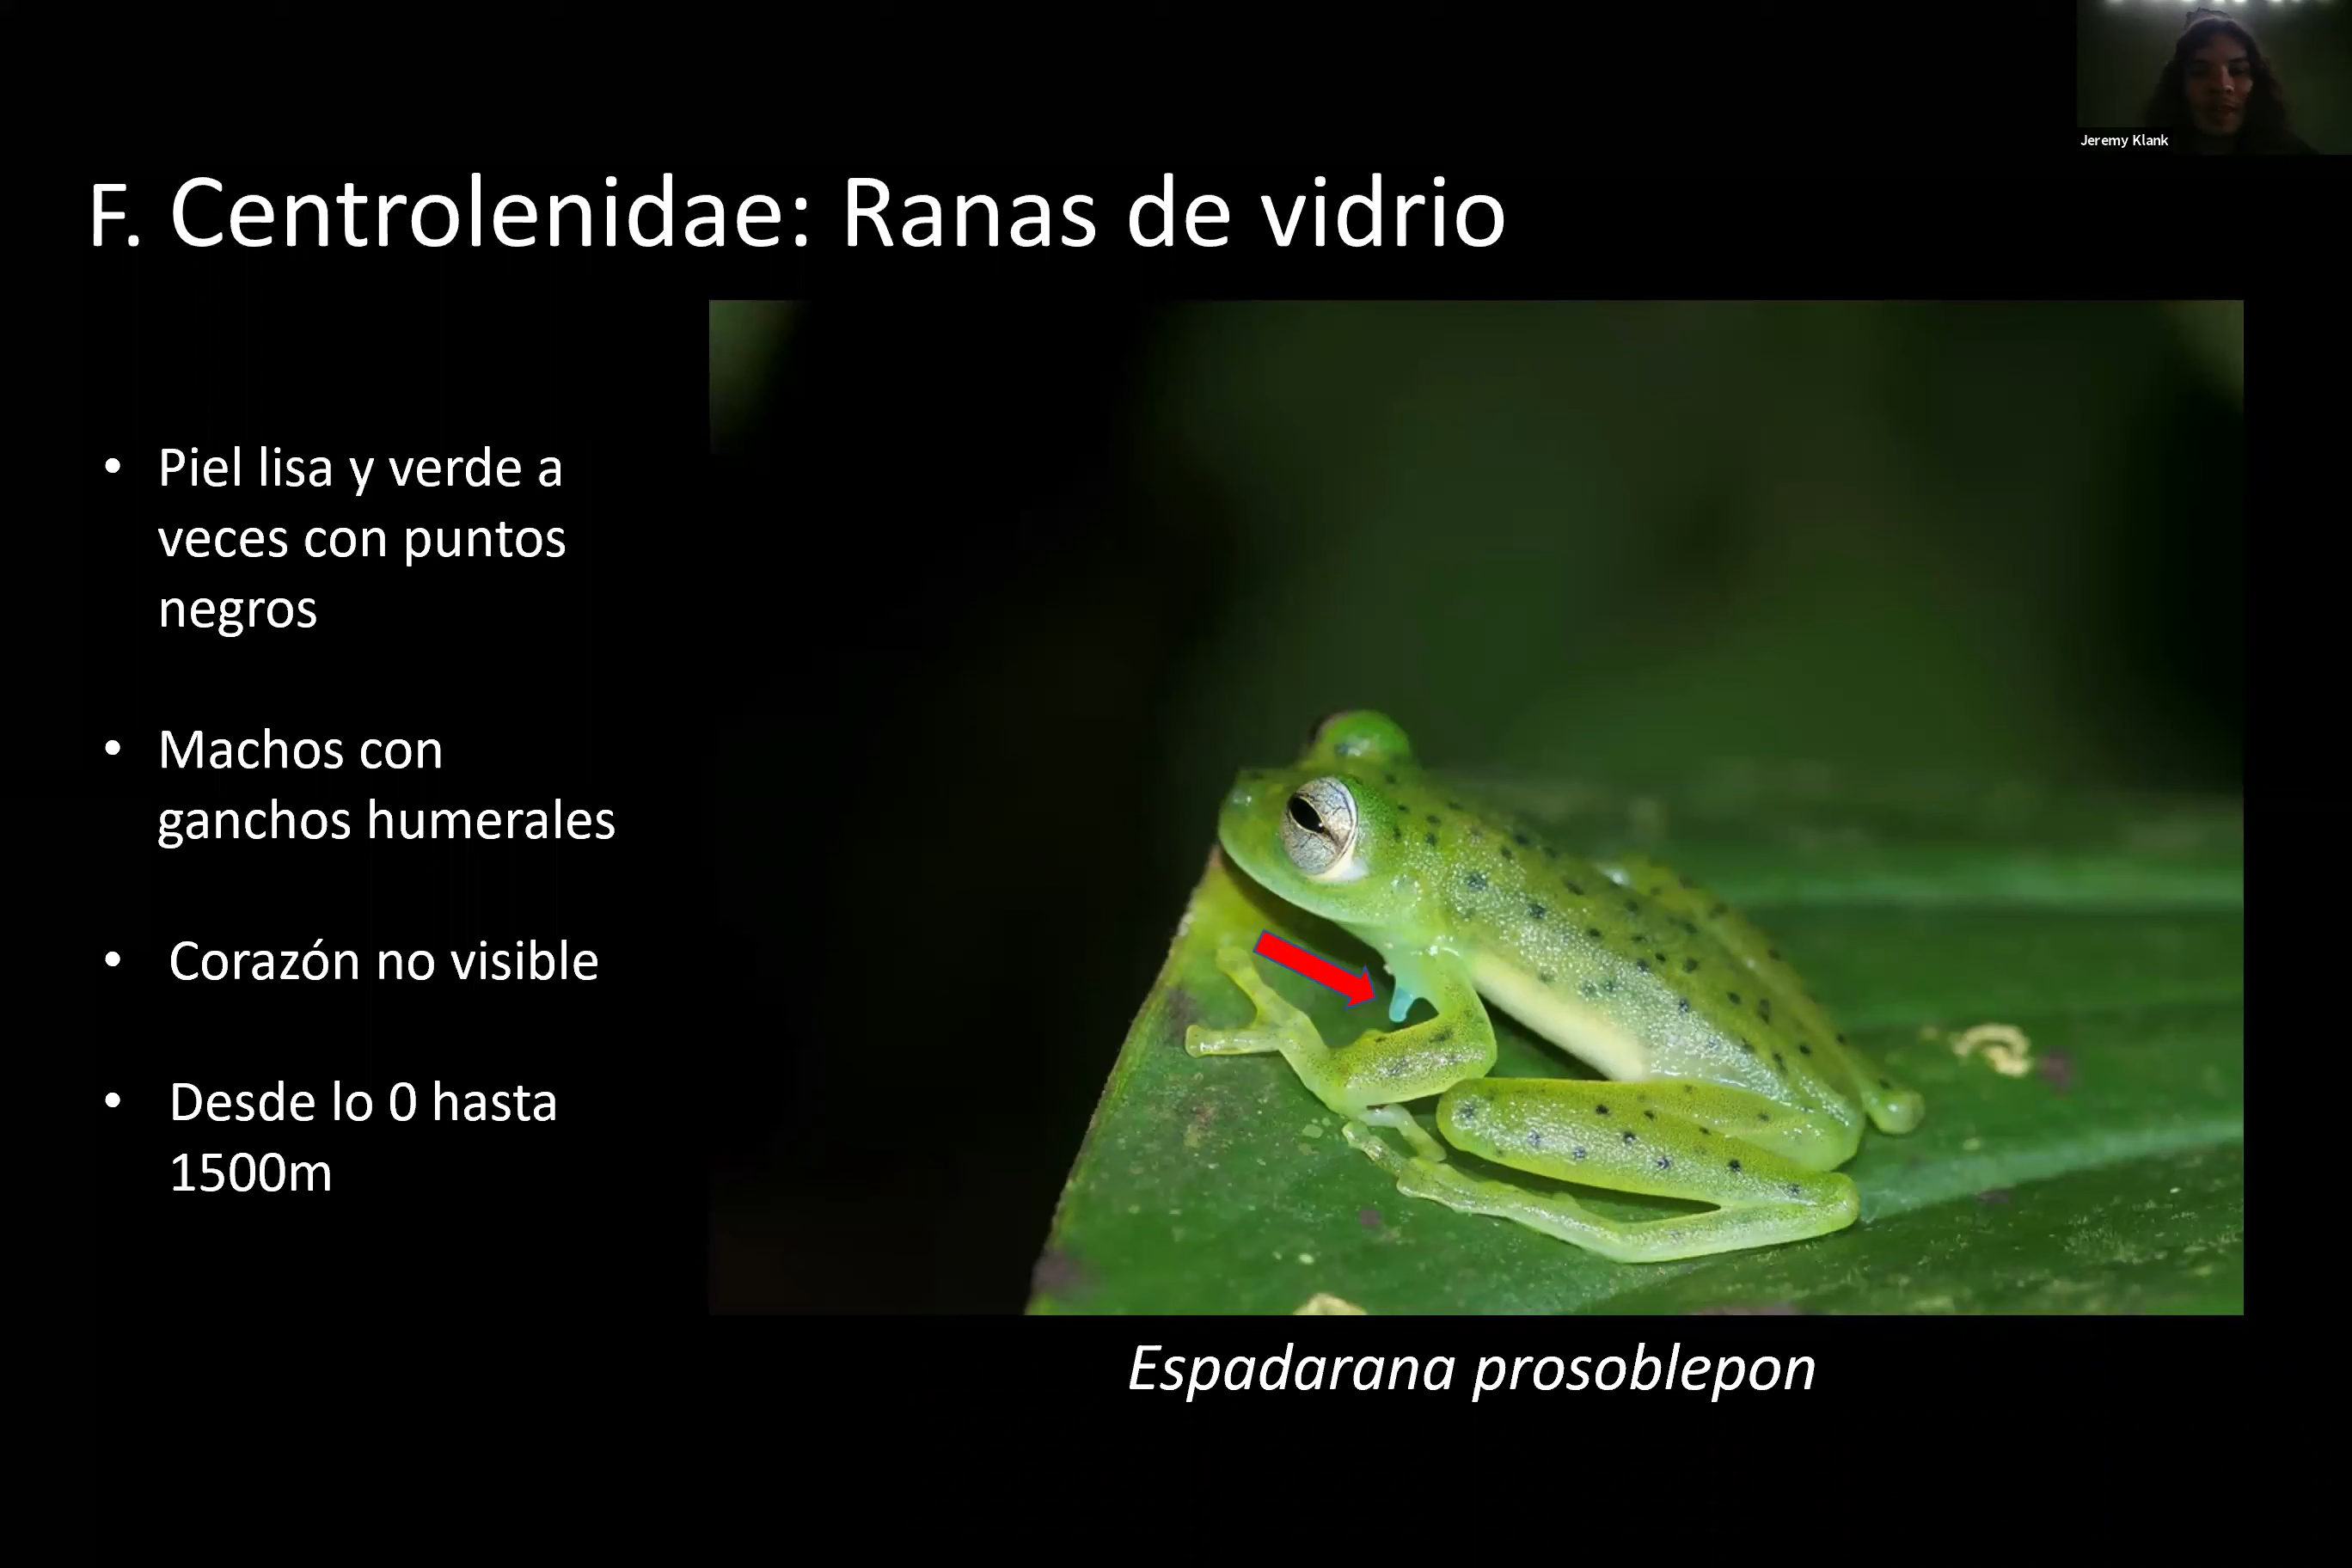 Jeremy Klank
F. Centrolenidae: Ranas de vidrio
• Piel lisa y verde a
veces con puntos
negros
• Machos con
ganchos humerales
• Corazón no visible
• Desde lo 0 hasta
1500m
Espadarana prosoblepon